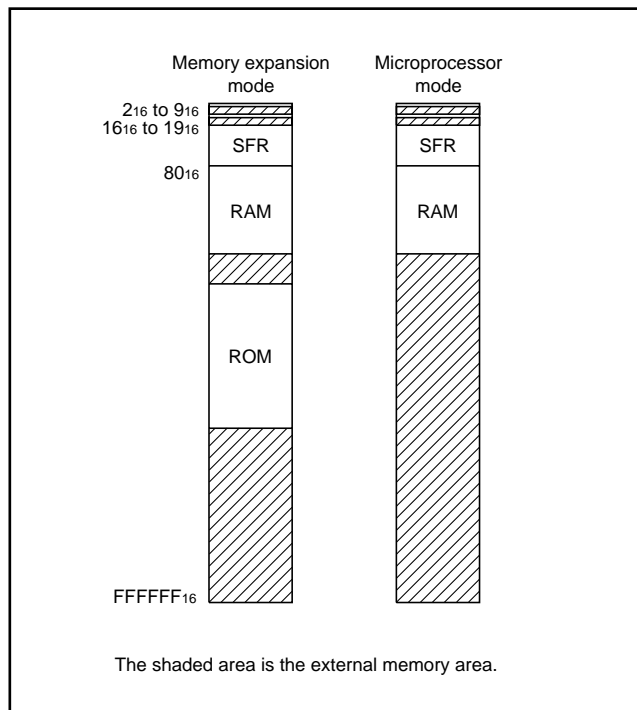 Memory expansion mode
Microprocessor mode
2₁₆ to 9₁₆
16₁₆ to 19₁₆
SFR
SFR
80₁₆
RAM
RAM
ROM
FFFFFF₁₆
The shaded area is the external memory area.